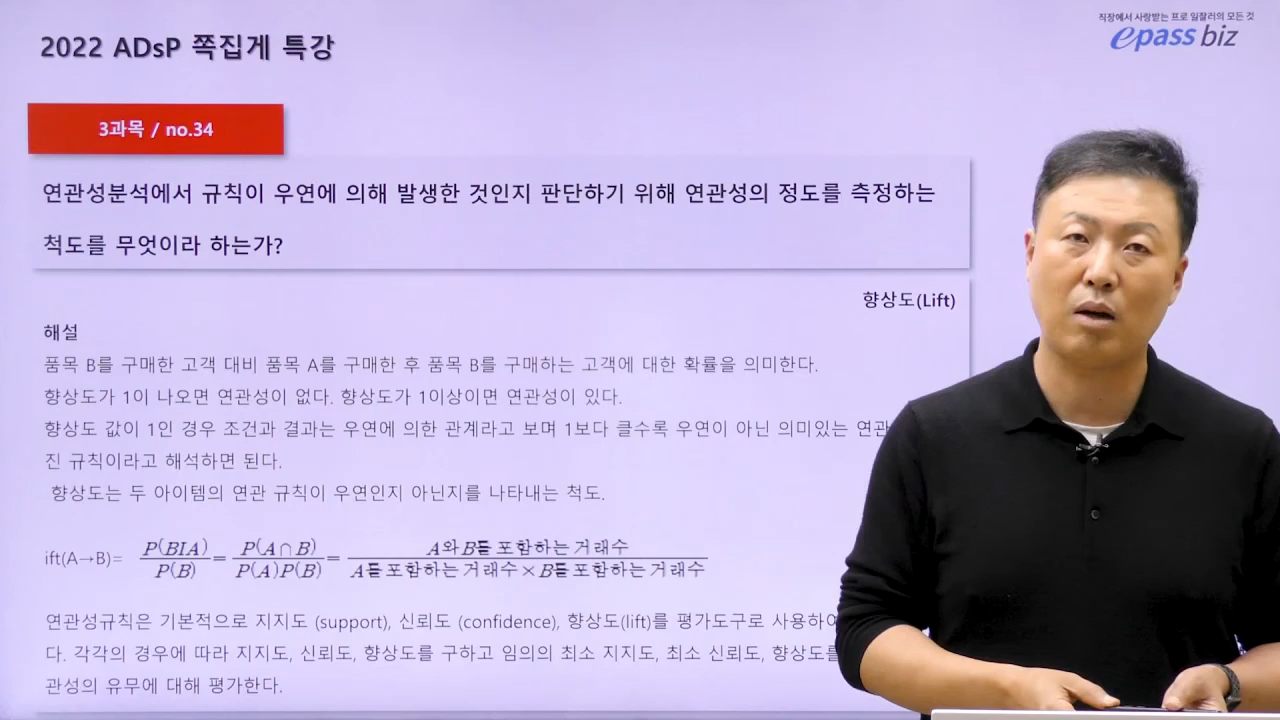 직장에서 사랑받는 프로 일잘러의 모든 것
epass biz
2022 ADsP 쪽집게 특강
3과목 / no.34
연관성분석에서 규칙이 우연에 의해 발생한 것인지 판단하기 위해 연관성의 정도를 측정하는
척도를 무엇이라 하는가?
향상도(Lift)
해설
품목 B를 구매한 고객 대비 품목 A를 구매한 후 품목 B를 구매하는 고객에 대한 확률을 의미한다.
향상도가 1이 나오면 연관성이 없다. 향상도가 1이상이면 연관성이 있다.
향상도 값이 1인 경우 조건과 결과는 우연에 의한 관계라고 보며 1보다 클수록 우연이 아닌 의미있는 연관
진 규칙이라고 해석하면 된다.
향상도는 두 아이템의 연관 규칙이 우연인지 아닌지를 나타내는 척도.
ift(A→B)= P(BIA)/P(B) = P(A∩B)/P(A)P(B) = A와B를 포함하는 거래수/A를 포함하는 거래수×B를 포함하는 거래수
연관성규칙은 기본적으로 지지도 (support), 신뢰도 (confidence), 향상도(lift)를 평가도구로 사용하여
다. 각각의 경우에 따라 지지도, 신뢰도, 향상도를 구하고 임의의 최소 지지도, 최소 신뢰도, 향상도를
관성의 유무에 대해 평가한다.